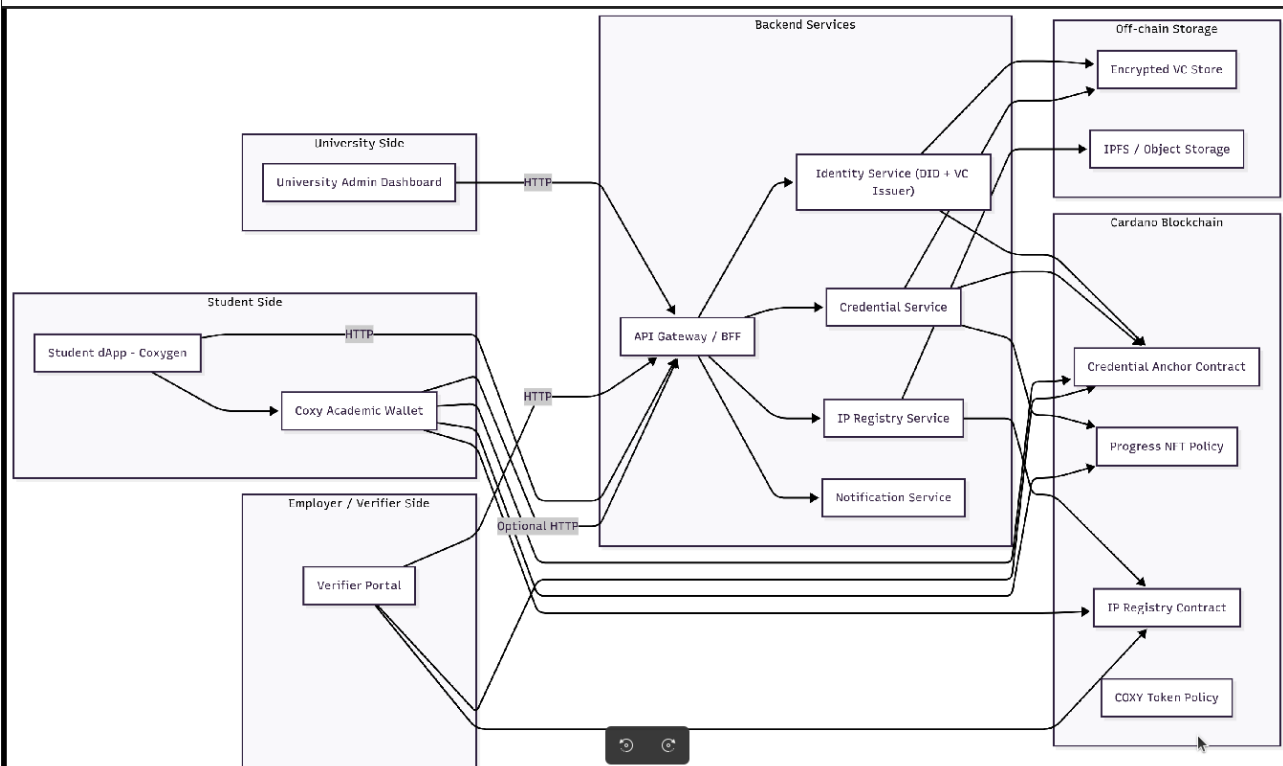 Backend Services
Off-chain Storage
Encrypted VC Store
University Side
IPFS / Object Storage
University Admin Dashboard
HTTP
Identity Service (DID + VC
Issuer)
Cardano Blockchain
Student Side
Credential Service
HTTP
API Gateway / BFF
Student dApp - Coxygen
Credential Anchor Contract
HTTP
Coxy Academic Wallet
IP Registry Service
Progress NFT Policy
Employer / Verifier Side
Notification Service
Optional HTTP
Verifier Portal
IP Registry Contract
COXY Token Policy